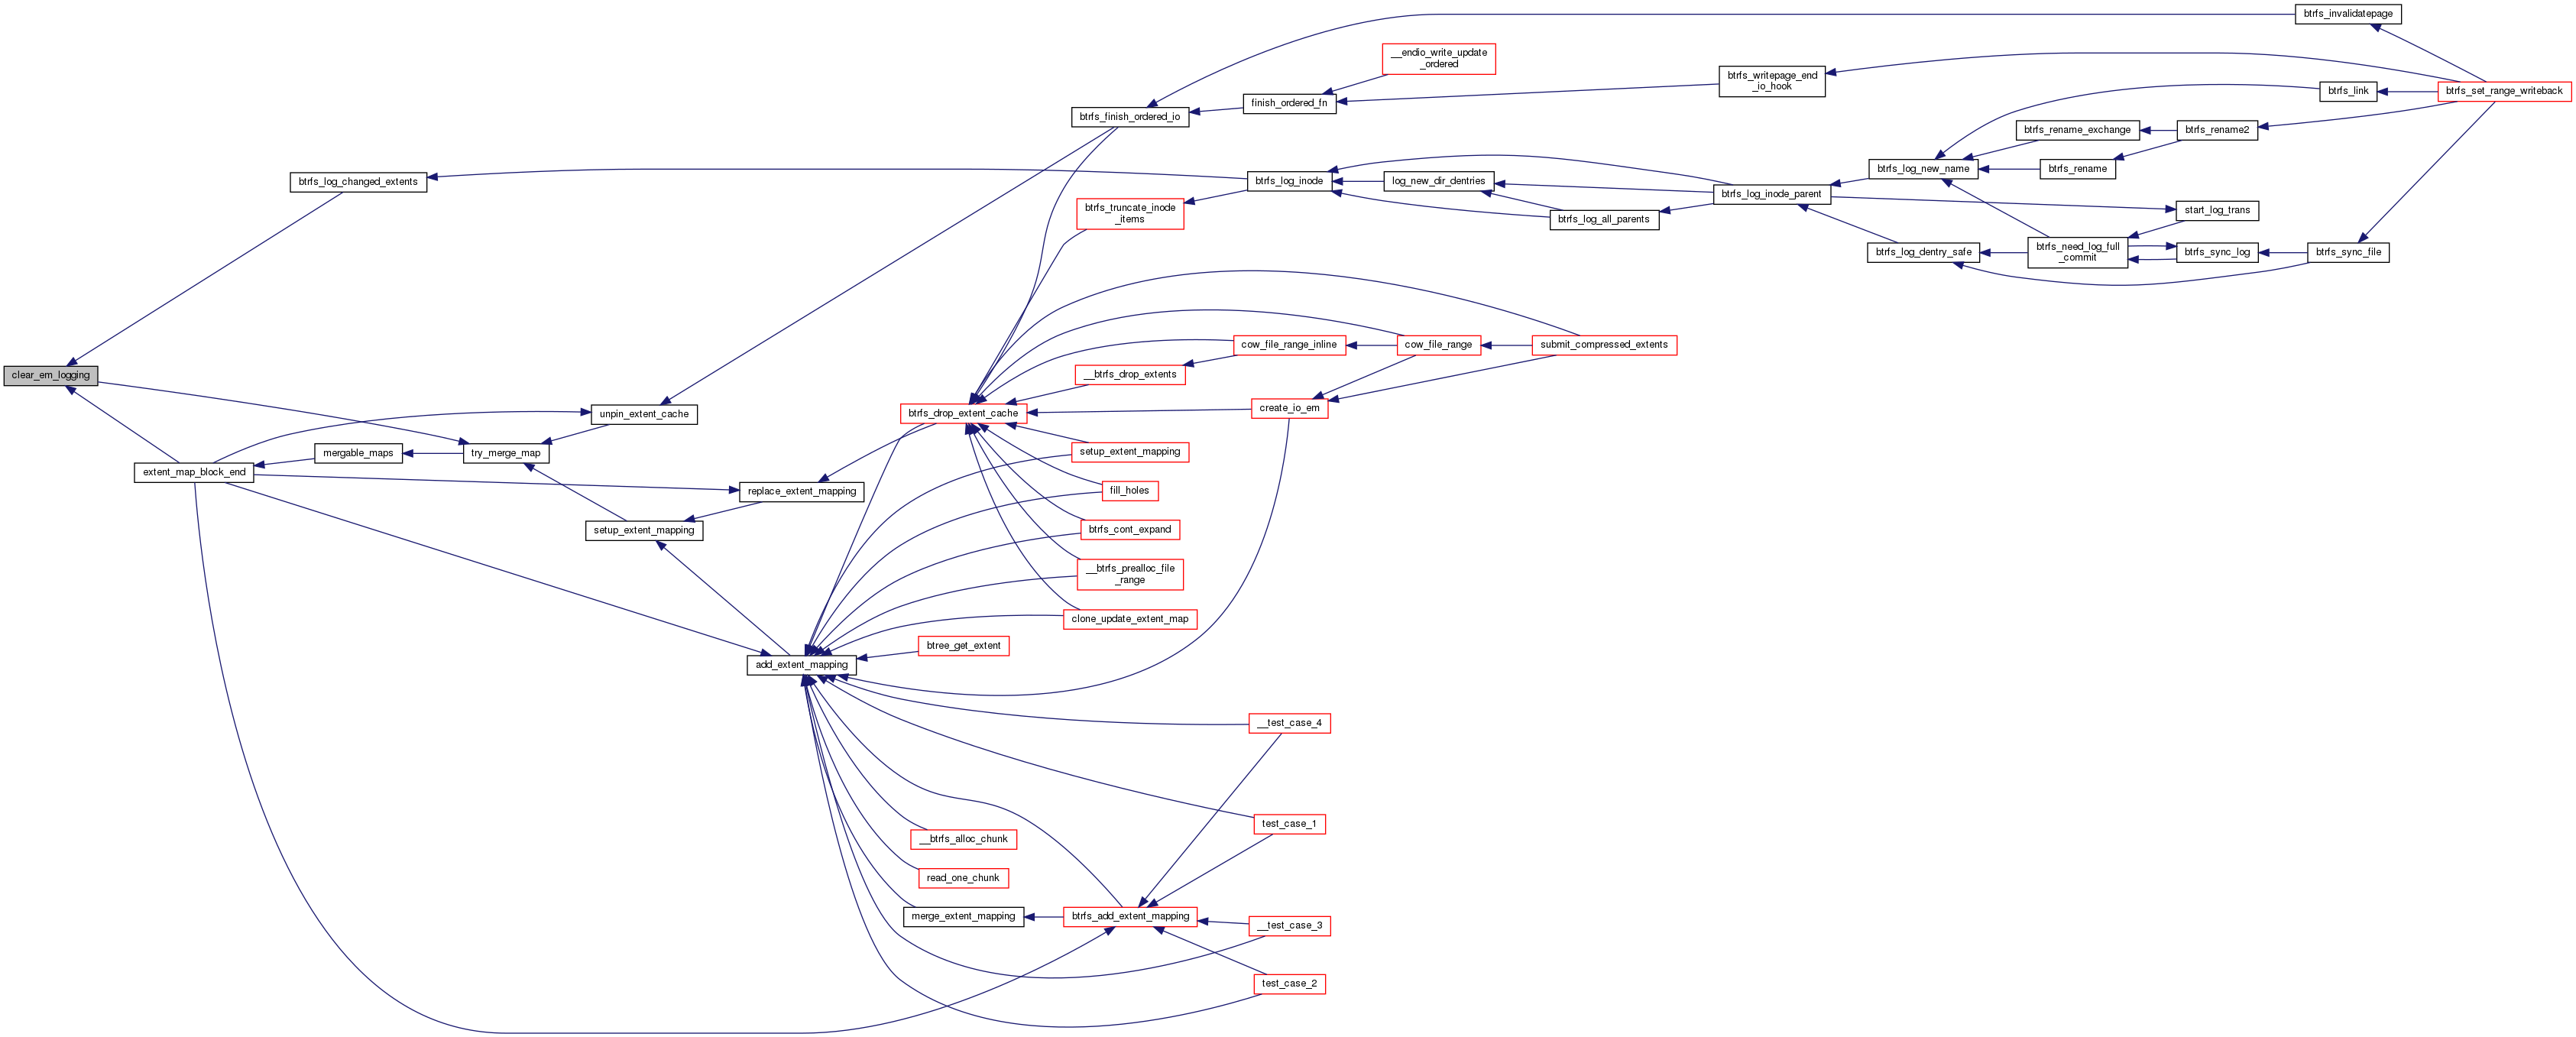 btrfs_invalidatepage
__endio_write_update
_ordered
btrfs_writepage_end
_io_hook
btrfs_link
btrfs_set_range_writeback
finish_ordered_fn
btrfs_finish_ordered_io
btrfs_rename_exchange
btrfs_rename2
btrfs_log_new_name
btrfs_rename
btrfs_log_changed_extents
btrfs_log_inode
log_new_dir_dentries
btrfs_log_inode_parent
btrfs_truncate_inode
_items
btrfs_log_all_parents
start_log_trans
btrfs_log_dentry_safe
btrfs_need_log_full
_commit
btrfs_sync_log
btrfs_sync_file
cow_file_range_inline
cow_file_range
submit_compressed_extents
clear_em_logging
__btrfs_drop_extents
unpin_extent_cache
btrfs_drop_extent_cache
create_io_em
mergable_maps
try_merge_map
setup_extent_mapping
extent_map_block_end
replace_extent_mapping
fill_holes
setup_extent_mapping
btrfs_cont_expand
__btrfs_prealloc_file
_range
clone_update_extent_map
btree_get_extent
add_extent_mapping
__test_case_4
test_case_1
__btrfs_alloc_chunk
read_one_chunk
merge_extent_mapping
btrfs_add_extent_mapping
__test_case_3
test_case_2